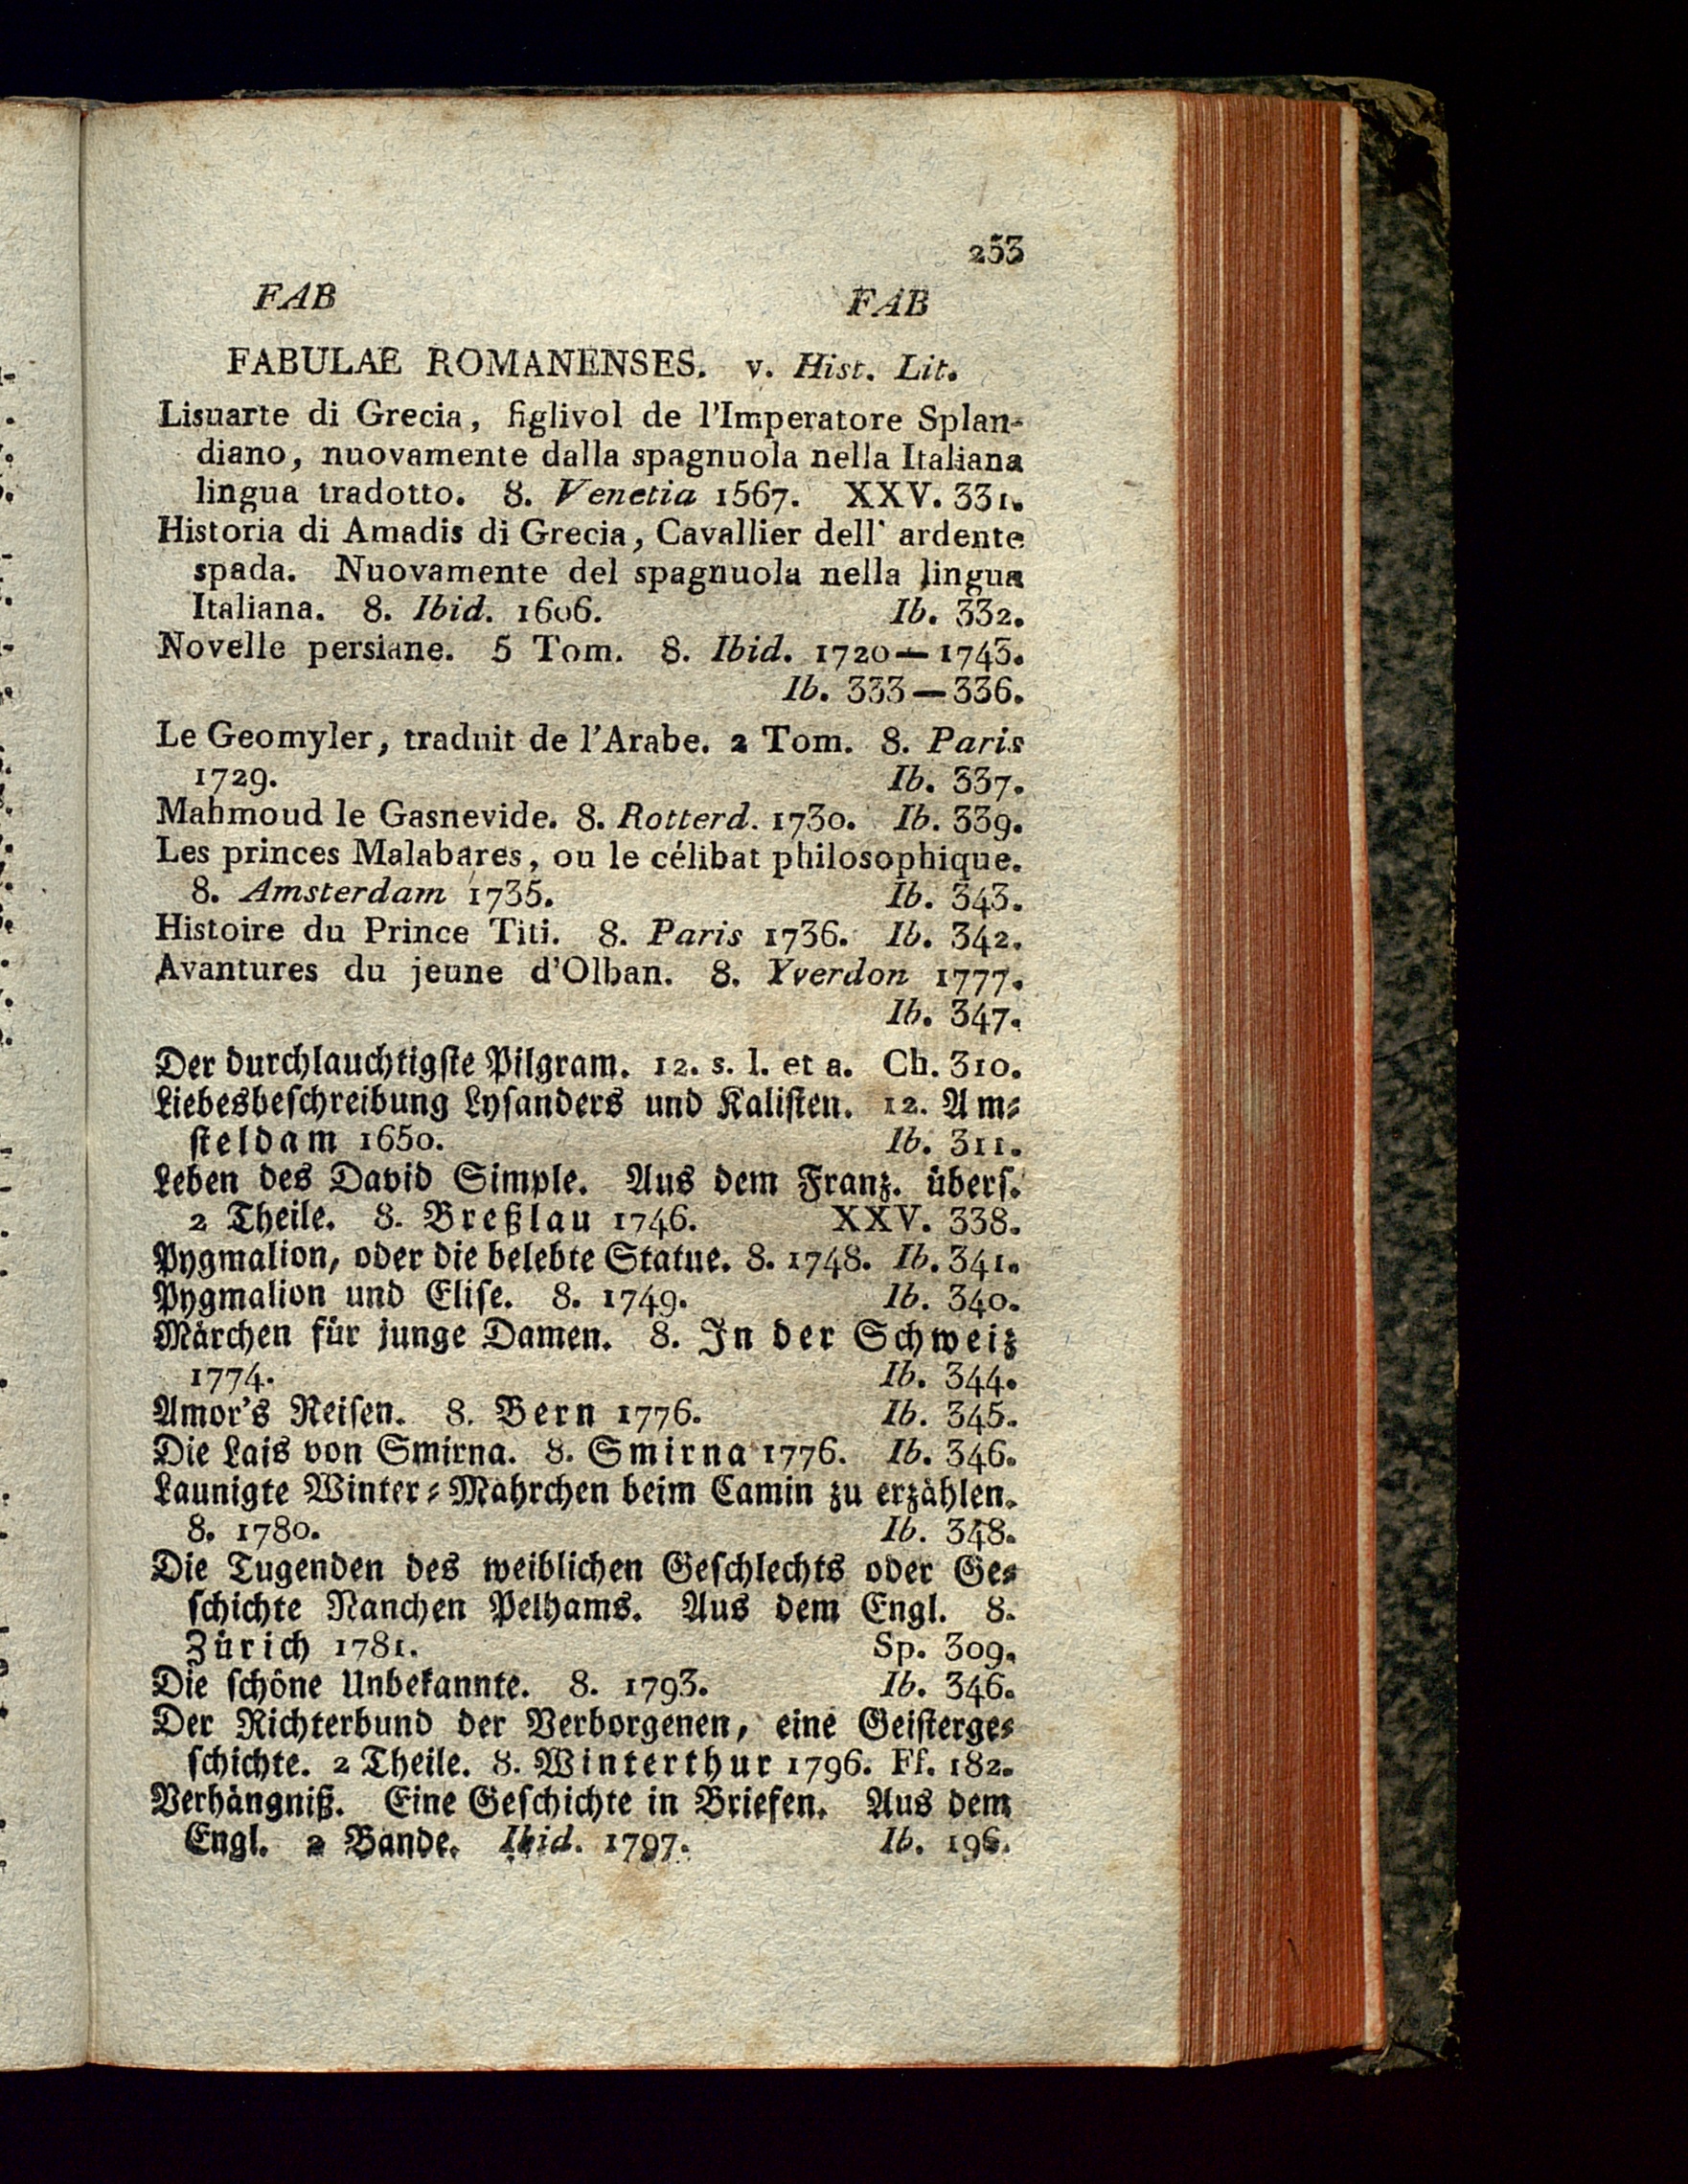 253
FAB FAB
FABULAE ROMANENSES. v. Hist. Lit.
Lisuarte di Grecia, figlivol de l'Imperatore Splan-
diano, nuovamente dalla spagnuola nella Italiana
lingua tradotto. 8. Venetia 1567. XXV. 331.
Historia di Amadis di Grecia, Cavallier dell' ardente
spada. Nuovamente del spagnuola nella lingua
Italiana. 8. Ibid. 1606. Ib. 332.
Novelle persiane. 5 Tom. 8. Ibid. 1720—1743.
Ib. 333—336.
Le Geomyler, traduit de l'Arabe. 2 Tom. 8. Paris
1729. Ib. 337.
Mahmoud le Gasnevide. 8. Rotterd. 1730. Ib. 339.
Les princes Malabares, ou le célibat philosophique.
8. Amsterdam 1735. Ib. 343.
Histoire du Prince Titi. 8. Paris 1736. Ib. 342.
Avantures du jeune d'Olban. 8. Yverdon 1777.
Ib. 347.
Der durchlauchtigſte Pilgram. 12. s. l. et a. Ch. 310.
Liebesbeſchreibung Lyſanders und Kaliſten. 12. Am⸗
ſteldam 1650. Ib. 311.
Leben des David Simple. Aus dem Franz. überſ.
2 Theile. 8. Breßlau 1746. XXV. 338.
Pygmalion, oder die belebte Statue. 8. 1748. Ib. 341.
Pygmalion und Eliſe. 8. 1749. Ib. 340.
Märchen für junge Damen. 8. In der Schweiz
1774. Ib. 344.
Amor's Reiſen. 8. Bern 1776. Ib. 345.
Die Lais von Smirna. 8. Smirna 1776. Ib. 346.
Launigte Winter⸗Mährchen beim Camin zu erzählen.
8. 1780. Ib. 348.
Die Tugenden des weiblichen Geſchlechts oder Ge⸗
ſchichte Nanchen Pelhams. Aus dem Engl. 8.
Zürich 1781. Sp. 309.
Die ſchöne Unbekannte. 8. 1793. Ib. 346.
Der Richterbund der Verborgenen, eine Geiſterge⸗
ſchichte. 2 Theile. 8. Winterthur 1796. Ff. 182.
Verhängniß. Eine Geſchichte in Briefen. Aus dem
Engl. 2 Bände. Ibid. 1797. Ib. 196.